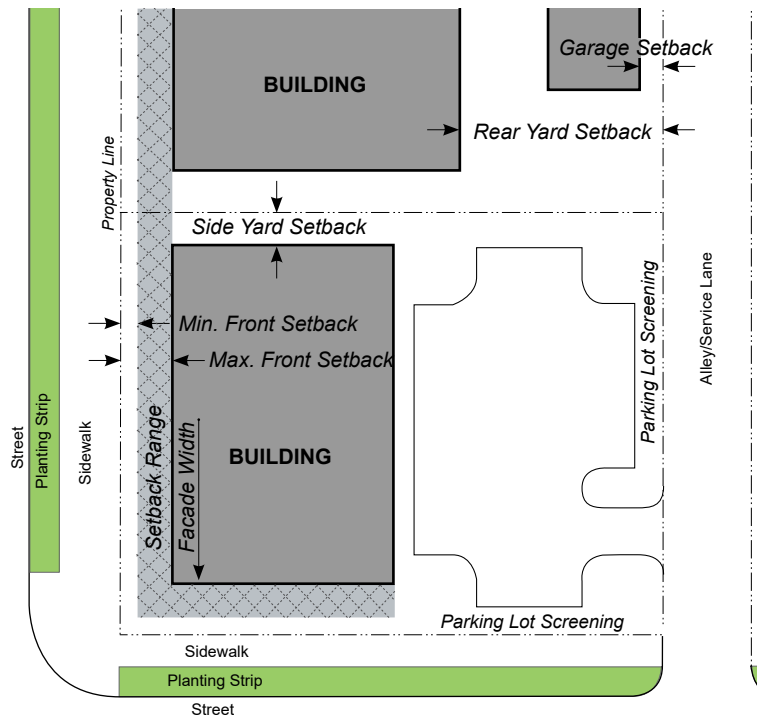 Garage Setback
BUILDING
Rear Yard Setback
Property Line
Side Yard Setback
Min. Front Setback
Max. Front Setback
Parking Lot Screening
Alley/Service Lane
Street
Planting Strip
Sidewalk
Setback Range
Facade Width
BUILDING
Parking Lot Screening
Sidewalk
Planting Strip
Street